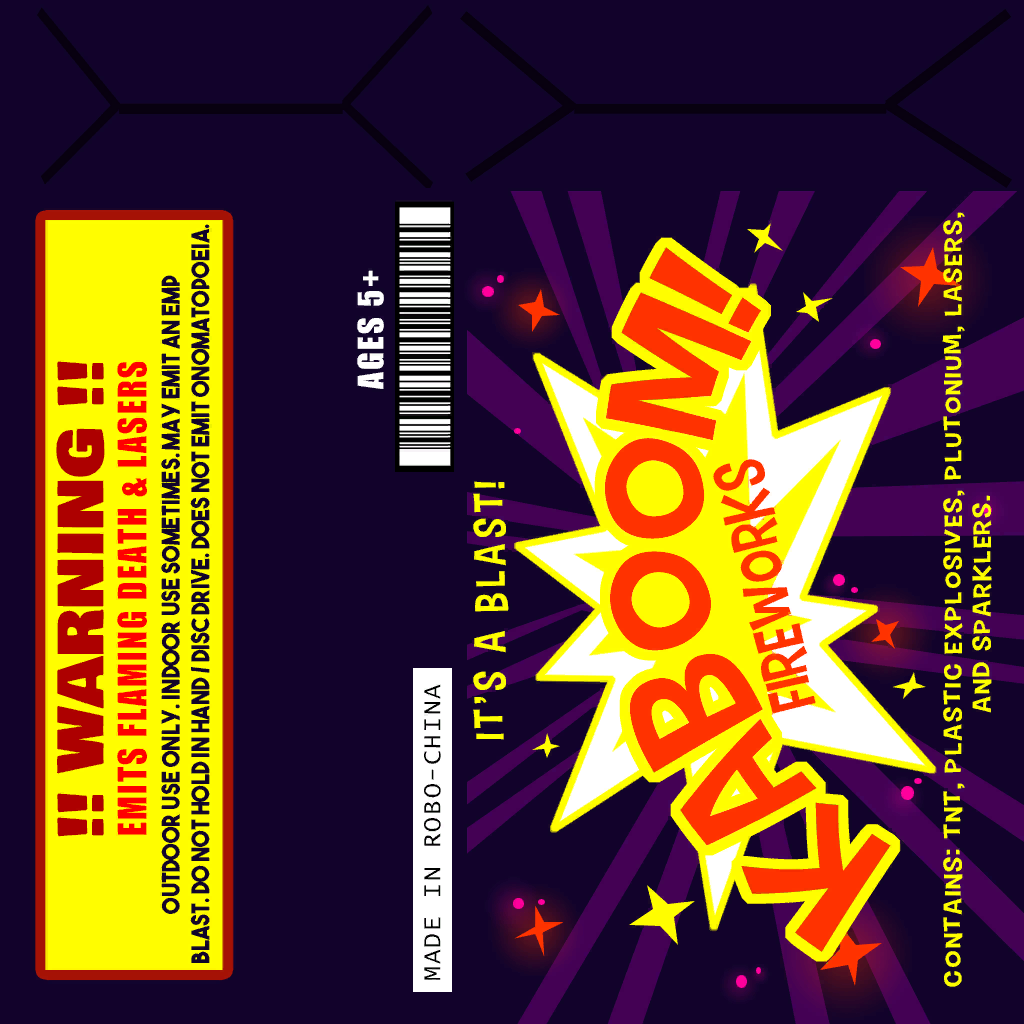 !! WARNING !!
EMITS FLAMING DEATH & LASERS
OUTDOOR USE ONLY. INDOOR USE SOMETIMES. MAY EMIT AN EMP
BLAST. DO NOT HOLD IN HAND / DISC DRIVE. DOES NOT EMIT ONOMATOPOEIA.
AGES 5+
MADE IN ROBO-CHINA
IT'S A BLAST!
KABOOM!
FIREWORKS
CONTAINS: TNT, PLASTIC EXPLOSIVES, PLUTONIUM, LASERS,
AND SPARKLERS.